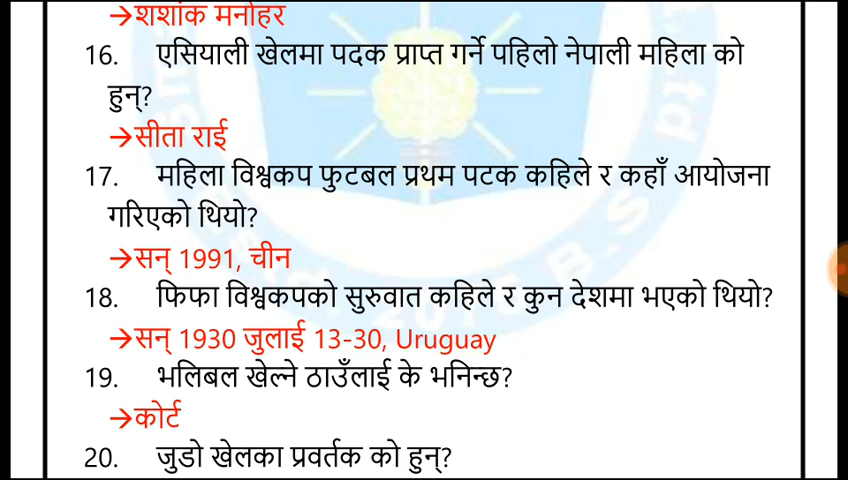 →शशांक मनोहर
16. एसियाली खेलमा पदक प्राप्त गर्ने पहिलो नेपाली महिला को
हुन्?
→सीता राई
17. महिला विश्वकप फुटबल प्रथम पटक कहिले र कहाँ आयोजना
गरिएको थियो?
→सन् 1991, चीन
18. फिफा विश्वकपको सुरुवात कहिले र कुन देशमा भएको थियो?
→सन् 1930 जुलाई 13-30, Uruguay
19. भलिबल खेल्ने ठाउँलाई के भनिन्छ?
→कोर्ट
20. जुडो खेलका प्रवर्तक को हुन्?